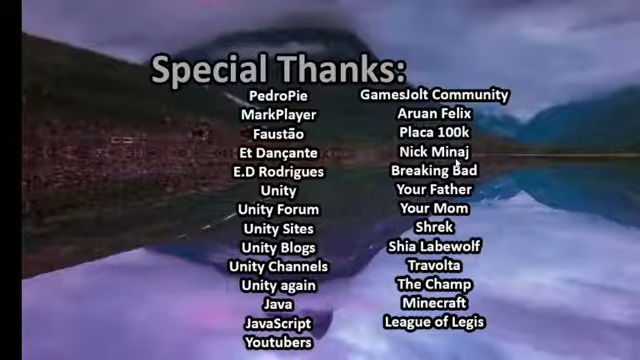 Special Thanks:
PedroPie
MarkPlayer
Faustão
Et Dançante
E.D Rodrigues
Unity
Unity Forum
Unity Sites
Unity Blogs
Unity Channels
Unity again
Java
JavaScript
Youtubers
GamesJolt Community
Aruan Felix
Placa 100k
Nick Minaj
Breaking Bad
Your Father
Your Mom
Shrek
Shia Labewolf
Travolta
The Champ
Minecraft
League of Legis